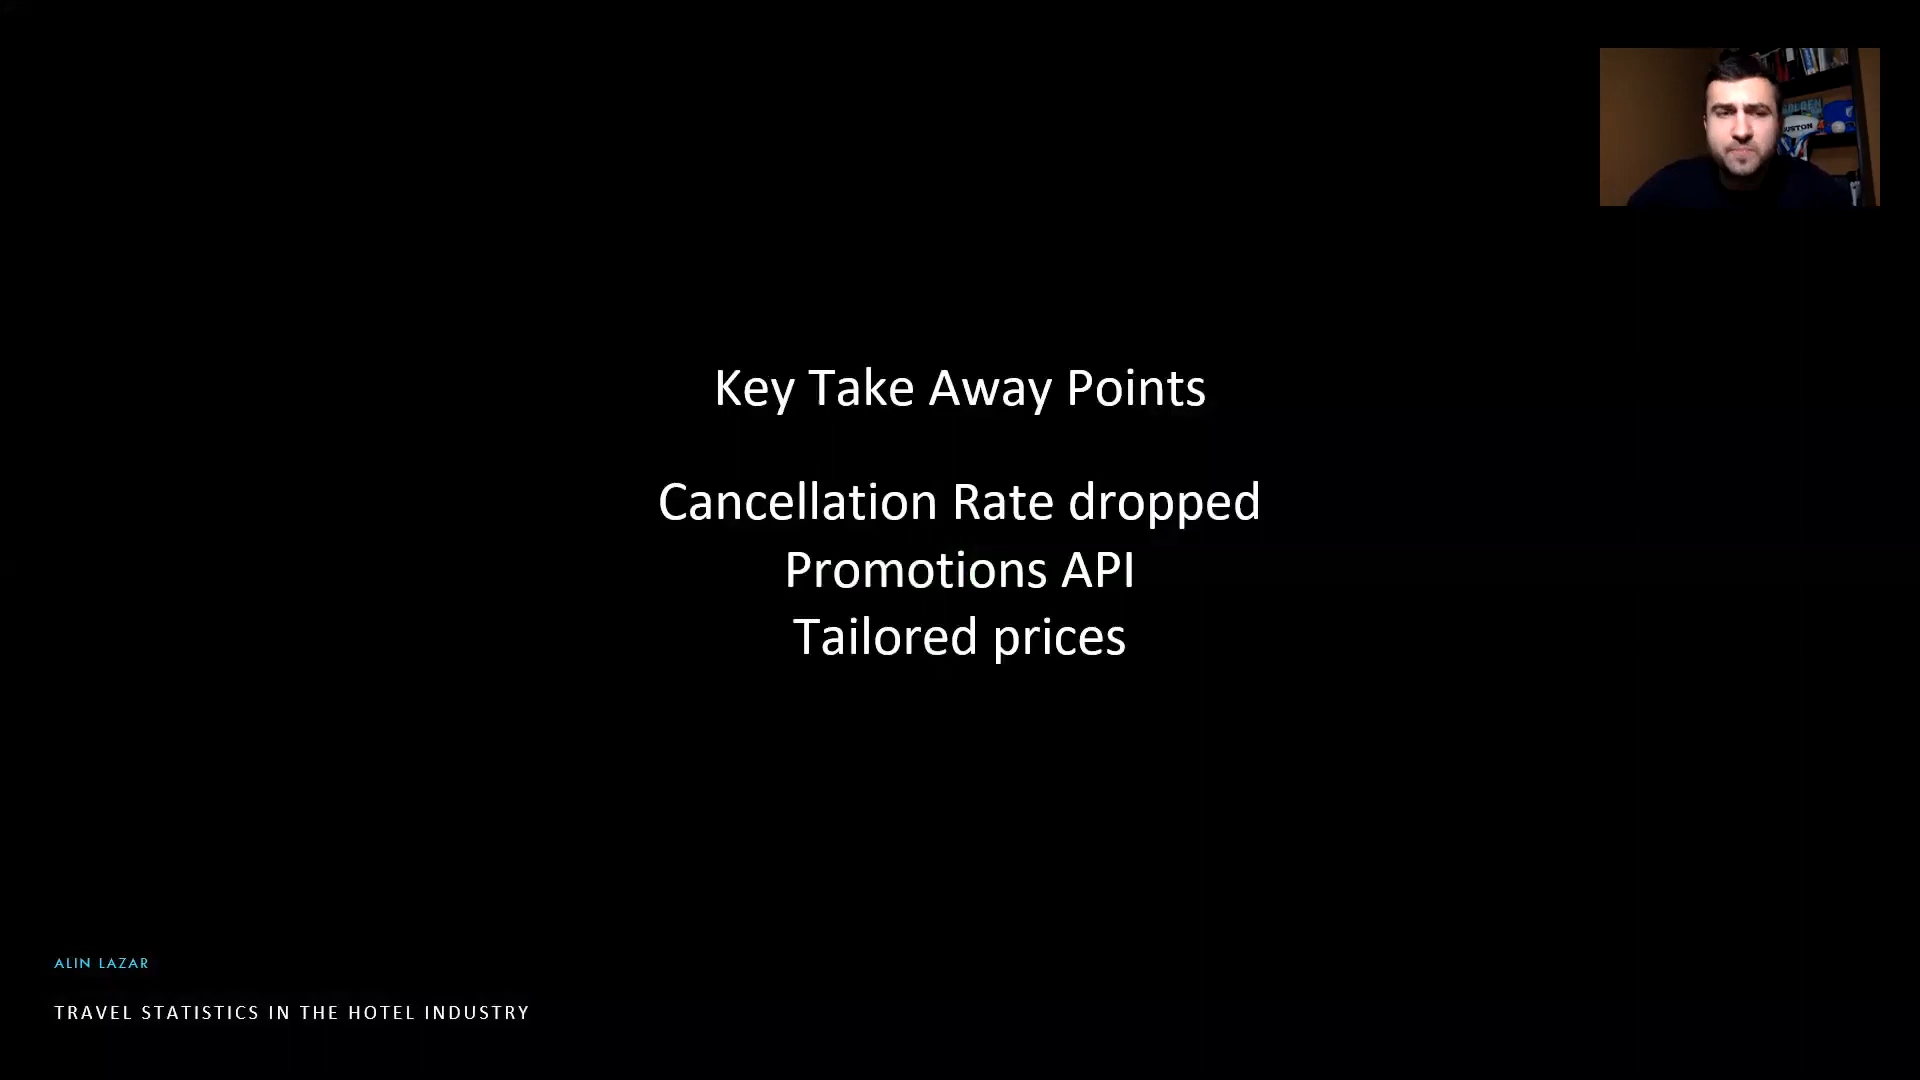 Key Take Away Points
Cancellation Rate dropped
Promotions API
Tailored prices
ALIN LAZAR
TRAVEL STATISTICS IN THE HOTEL INDUSTRY